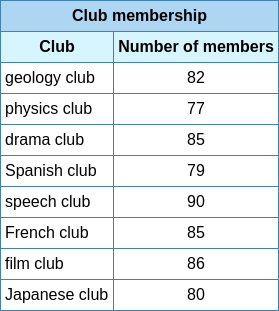 Club membership
Club Number of members
geology club 82
physics club 77
drama club 85
Spanish club 79
speech club 90
French club 85
film club 86
Japanese club 80